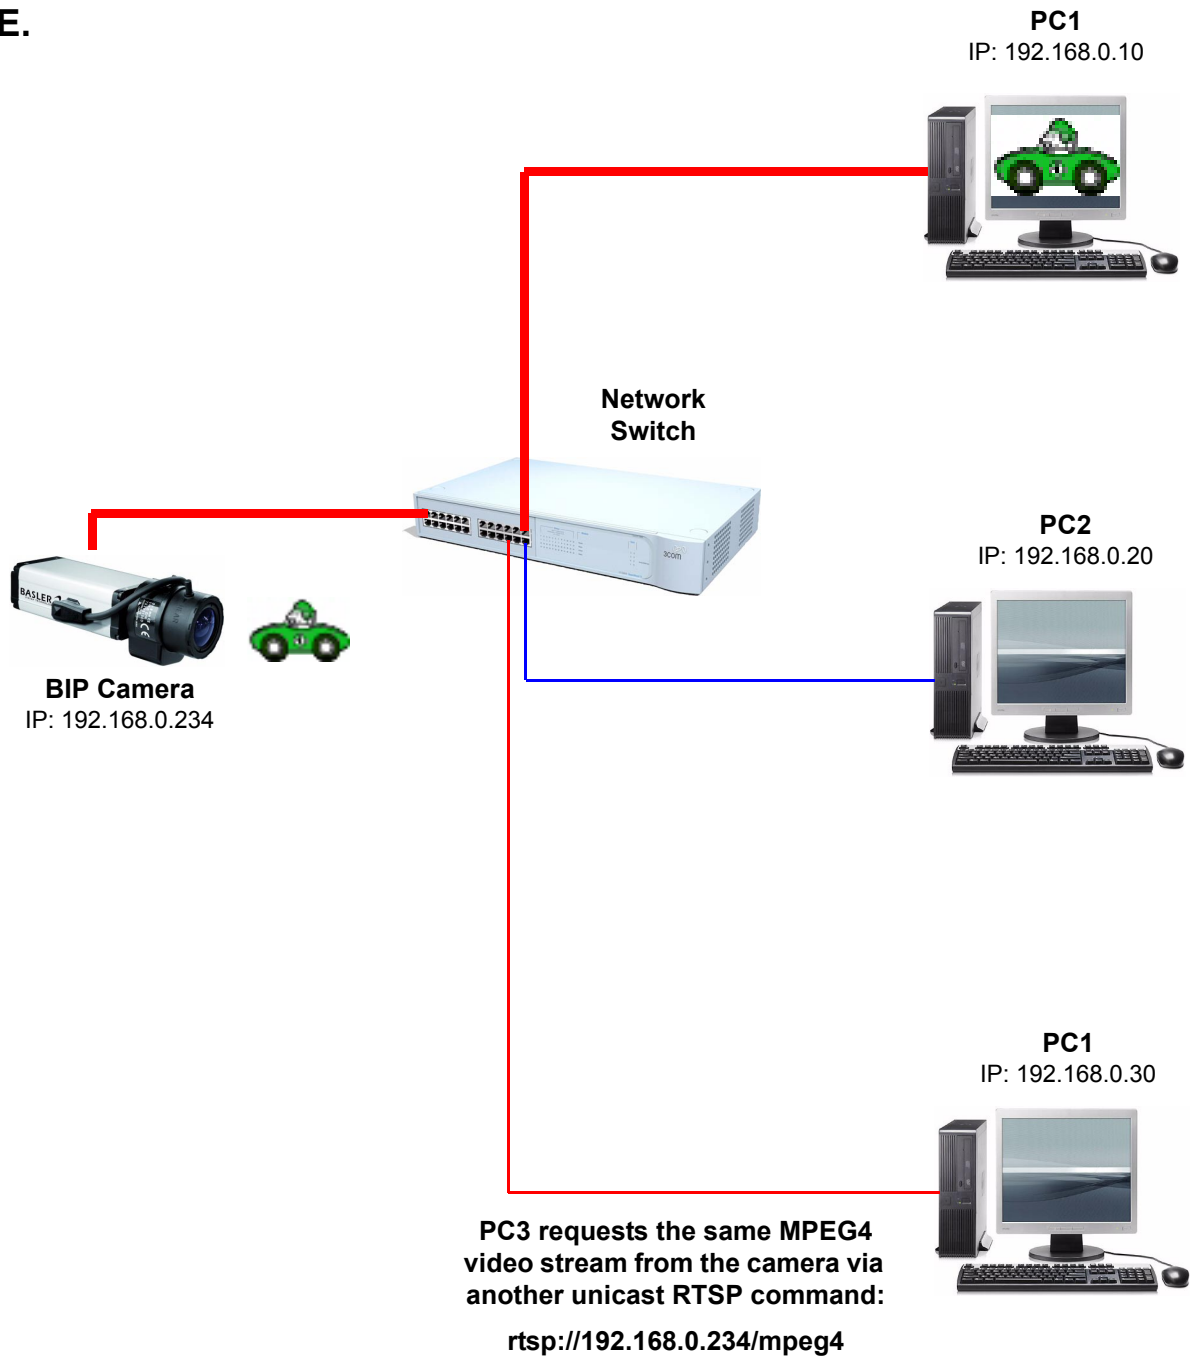 E.
PC1
IP: 192.168.0.10
Network
Switch
3com
PC2
IP: 192.168.0.20
BASLER
BIP Camera
IP: 192.168.0.234
PC1
IP: 192.168.0.30
PC3 requests the same MPEG4
video stream from the camera via
another unicast RTSP command:
rtsp://192.168.0.234/mpeg4